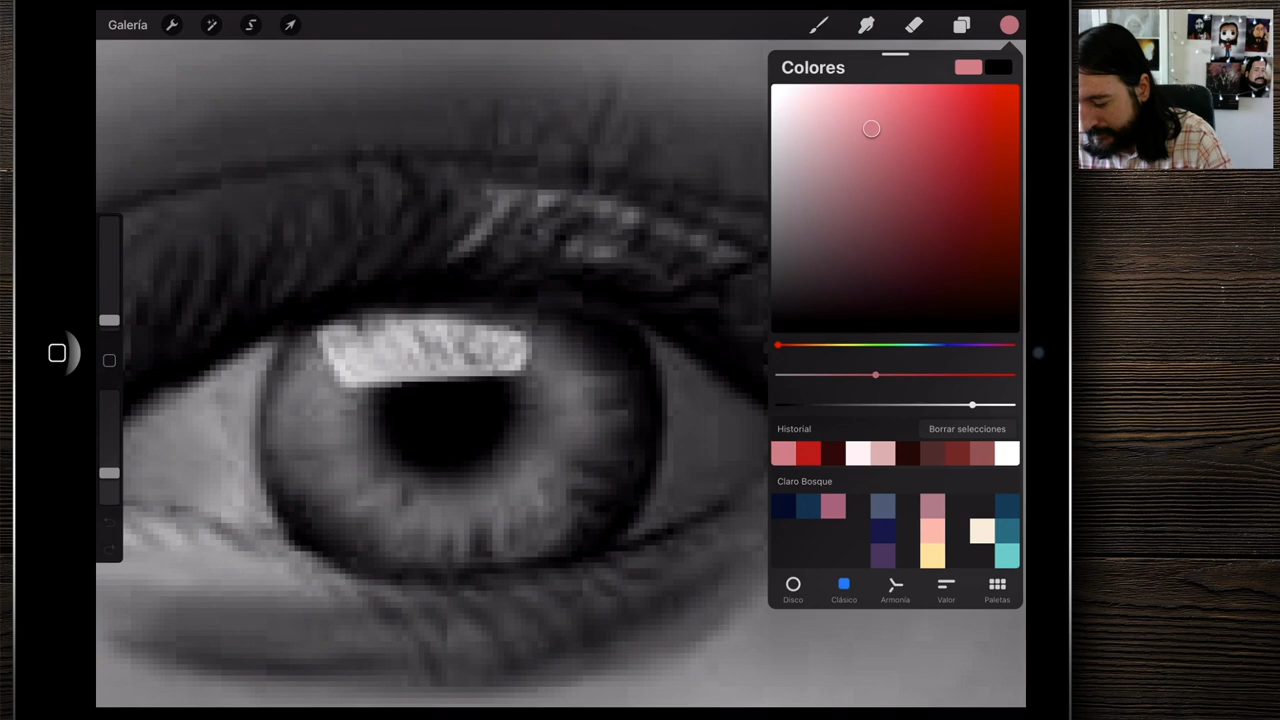 Galería
Colores
Historial
Borrar selecciones
Claro Bosque
Disco
Clásico
Armonía
Valor
Paletas